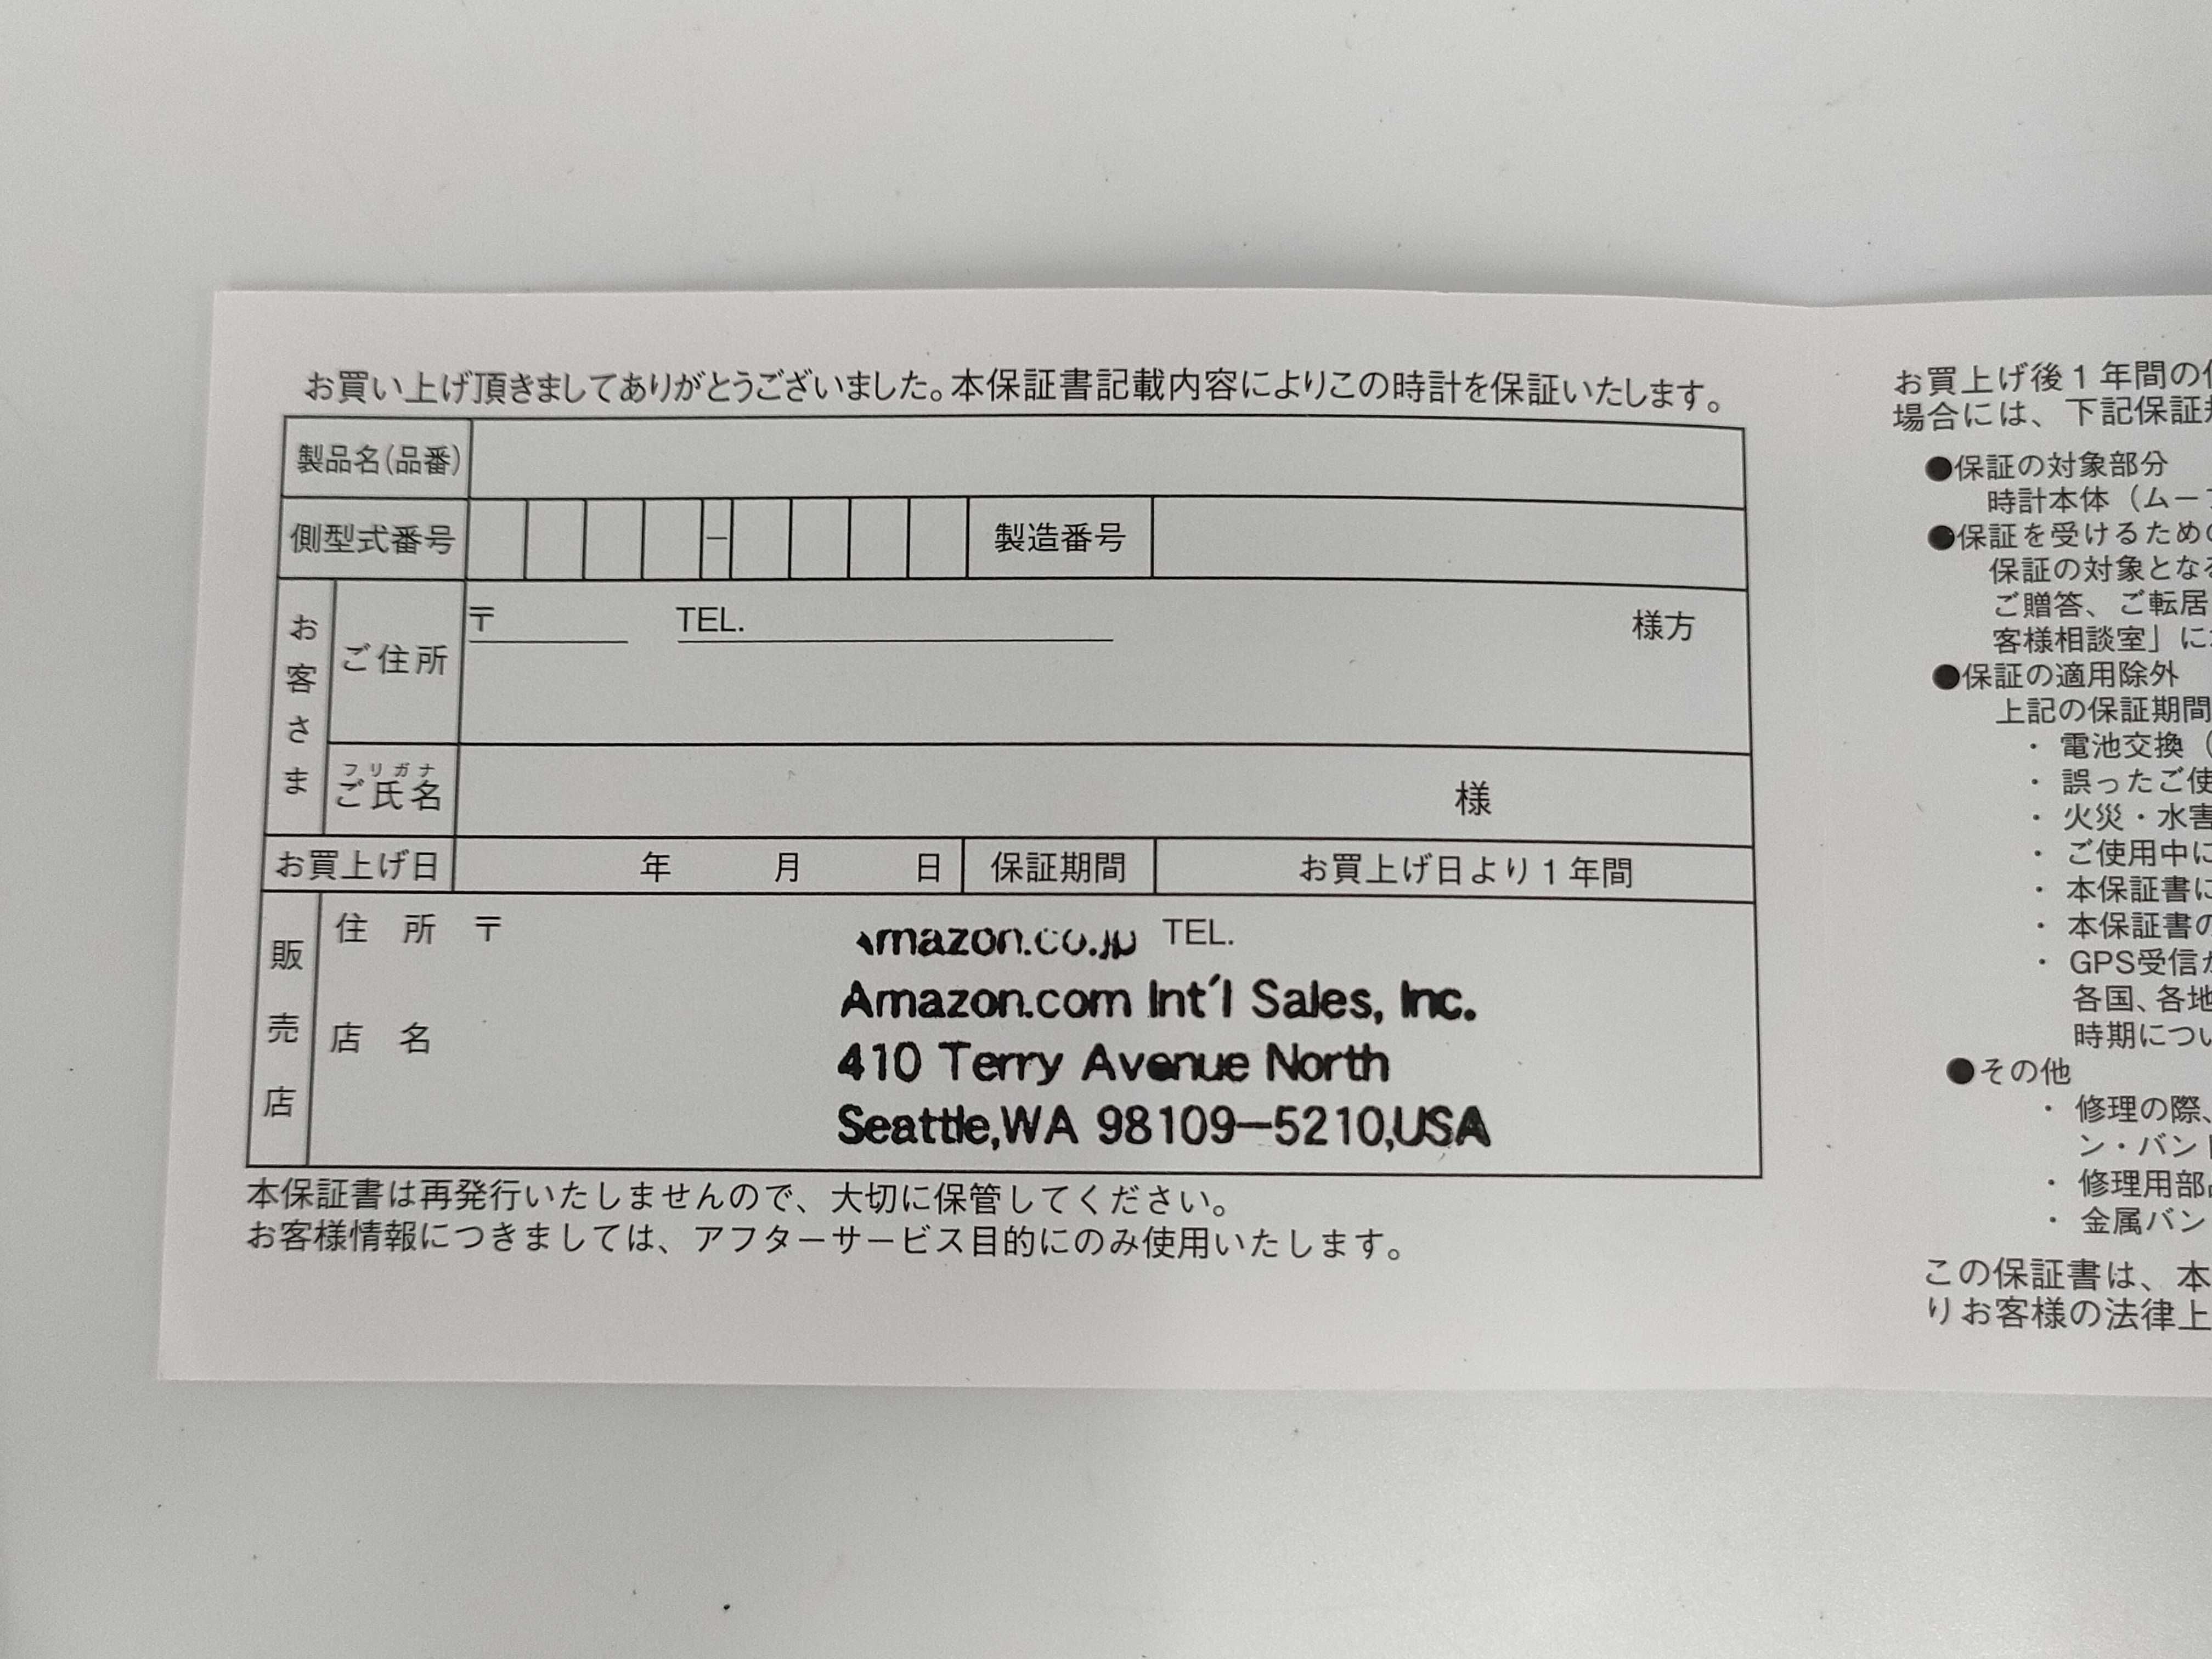 お買い上げ頂きましてありがとうございました。本保証書記載内容によりこの時計を保証いたします。
製品名(品番)
側型式番号 － 製造番号
お客さま
ご住所 〒 TEL. 様方
フリガナ
ご氏名 様
お買上げ日 年 月 日 保証期間 お買上げ日より1年間
販売店
住所 〒 TEL.
店名
Amazon.co.jp
Amazon.com Int'l Sales, Inc.
410 Terry Avenue North
Seattle,WA 98109-5210,USA
本保証書は再発行いたしませんので、大切に保管してください。
お客様情報につきましては、アフターサービス目的にのみ使用いたします。
お買上げ後1年間の
場合には、下記保証
●保証の対象部分
時計本体（ムー
●保証を受けるため
保証の対象とな
ご贈答、ご転居
客様相談室」に
●保証の適用除外
上記の保証期間
・電池交換（
・誤ったご使
・火災・水害
・ご使用中に
・本保証書に
・本保証書の
・GPS受信
各国、各地
時期につい
●その他
・修理の際、
ン・バンド
・修理用部
・金属バン
この保証書は、本
りお客様の法律上